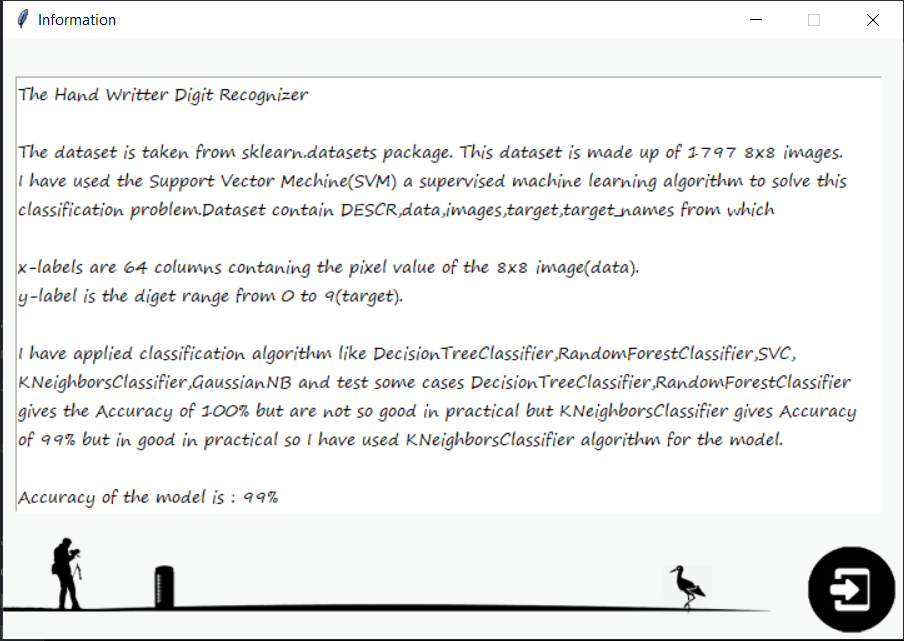 Information
The Hand Writter Digit Recognizer
The dataset is taken from sklearn.datasets package. This dataset is made up of 1797 8x8 images.
I have used the Support Vector Mechine(SVM) a supervised machine learning algorithm to solve this
classification problem.Dataset contain DESCR,data,images,target,target_names from which
x-labels are 64 columns contaning the pixel value of the 8x8 image(data).
y-label is the diget range from 0 to 9(target).
I have applied classification algorithm like DecisionTreeClassifier,RandomForestClassifier,SVC,
KNeighborsClassifier,GaussianNB and test some cases DecisionTreeClassifier,RandomForestClassifier
gives the Accuracy of 100% but are not so good in practical but KNeighborsClassifier gives Accuracy
of 99% but in good in practical so I have used KNeighborsClassifier algorithm for the model.
Accuracy of the model is : 99%